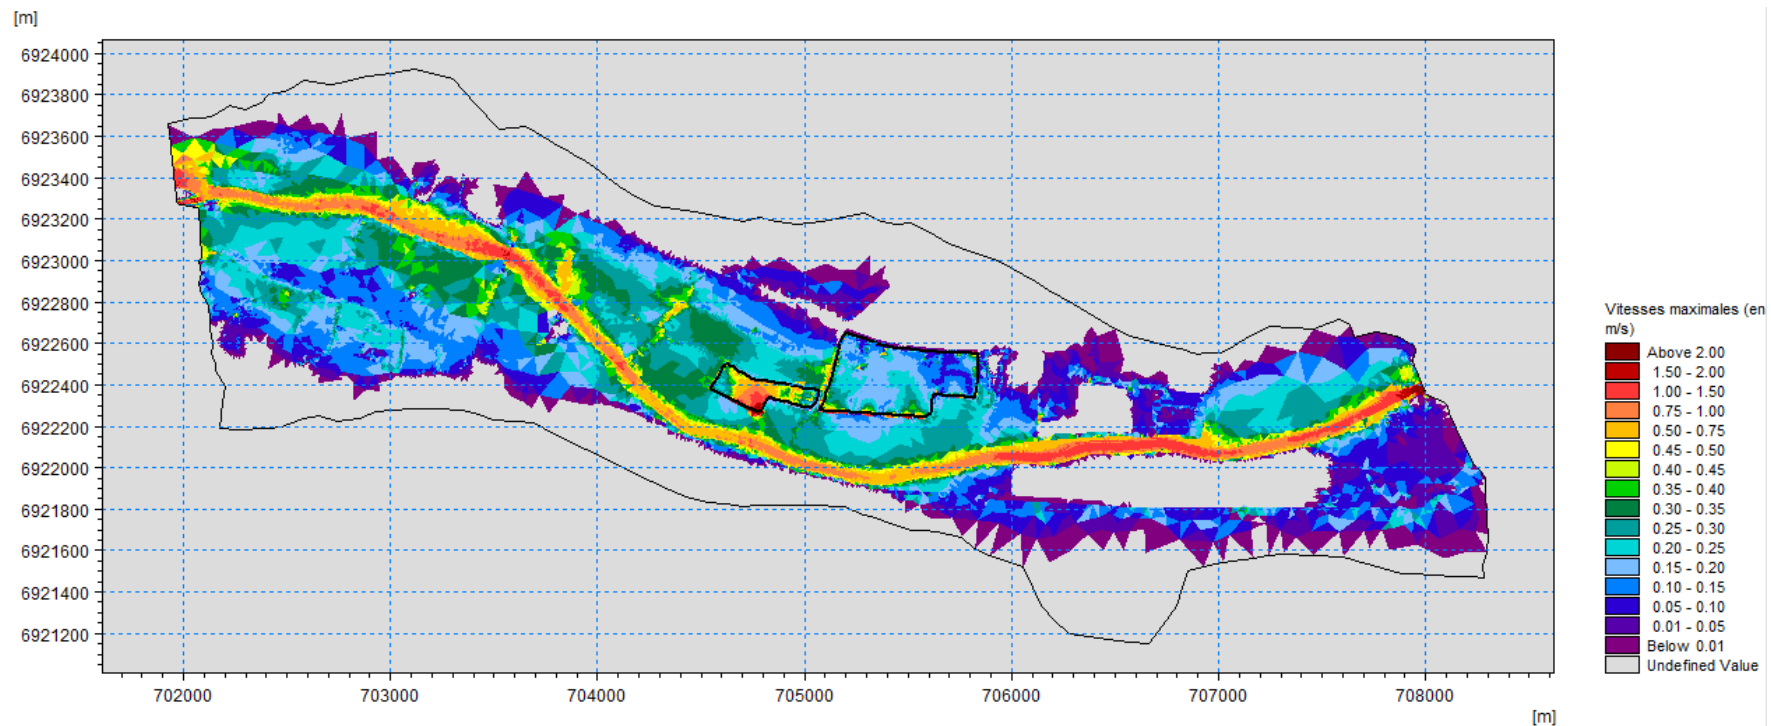 [m]
6924000
6923800
6923600
6923400
6923200
6923000
6922800
6922600
6922400
6922200
6922000
6921800
6921600
6921400
6921200
702000 703000 704000 705000 706000 707000 708000
[m]
Vitesses maximales (en
m/s)
Above 2.00
1.50 - 2.00
1.00 - 1.50
0.75 - 1.00
0.50 - 0.75
0.45 - 0.50
0.40 - 0.45
0.35 - 0.40
0.30 - 0.35
0.25 - 0.30
0.20 - 0.25
0.15 - 0.20
0.10 - 0.15
0.05 - 0.10
0.01 - 0.05
Below 0.01
Undefined Value